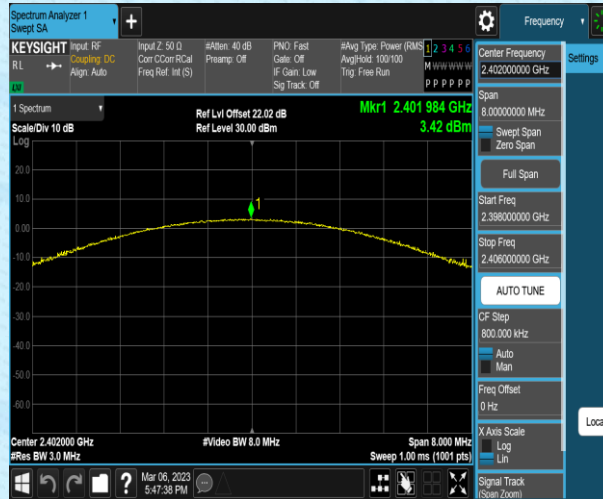 Spectrum Analyzer 1
Swept SA
Frequency
KEYSIGHT
RL
Input: RF
Coupling: DC
Align: Auto
Input Z: 50 Ω
Corr CCorr RCal
Freq Ref: Int (S)
#Atten: 40 dB
Preamp: Off
PNO: Fast
Gate: Off
IF Gain: Low
Sig Track: Off
#Avg Type: Power (RMS
Avg|Hold: 100/100
Trig: Free Run
1 2 3 4 5 6
M W W W W W
P P P P P P
1 Spectrum
Scale/Div 10 dB
Ref Lvl Offset 22.02 dB
Ref Level 30.00 dBm
Mkr1 2.401 984 GHz
3.42 dBm
Log
20.0
10.0
0.00
-10.0
-20.0
-30.0
-40.0
-50.0
-60.0
1
Center 2.402000 GHz
#Res BW 3.0 MHz
#Video BW 8.0 MHz
Span 8.000 MHz
Sweep 1.00 ms (1001 pts)
Mar 06, 2023
5:47:38 PM
Center Frequency
2.402000000 GHz
Settings
Span
8.00000000 MHz
Swept Span
Zero Span
Full Span
Start Freq
2.398000000 GHz
Stop Freq
2.406000000 GHz
AUTO TUNE
CF Step
800.000 kHz
Auto
Man
Freq Offset
0 Hz
Loca
X Axis Scale
Log
Lin
Signal Track
(Span Zoom)